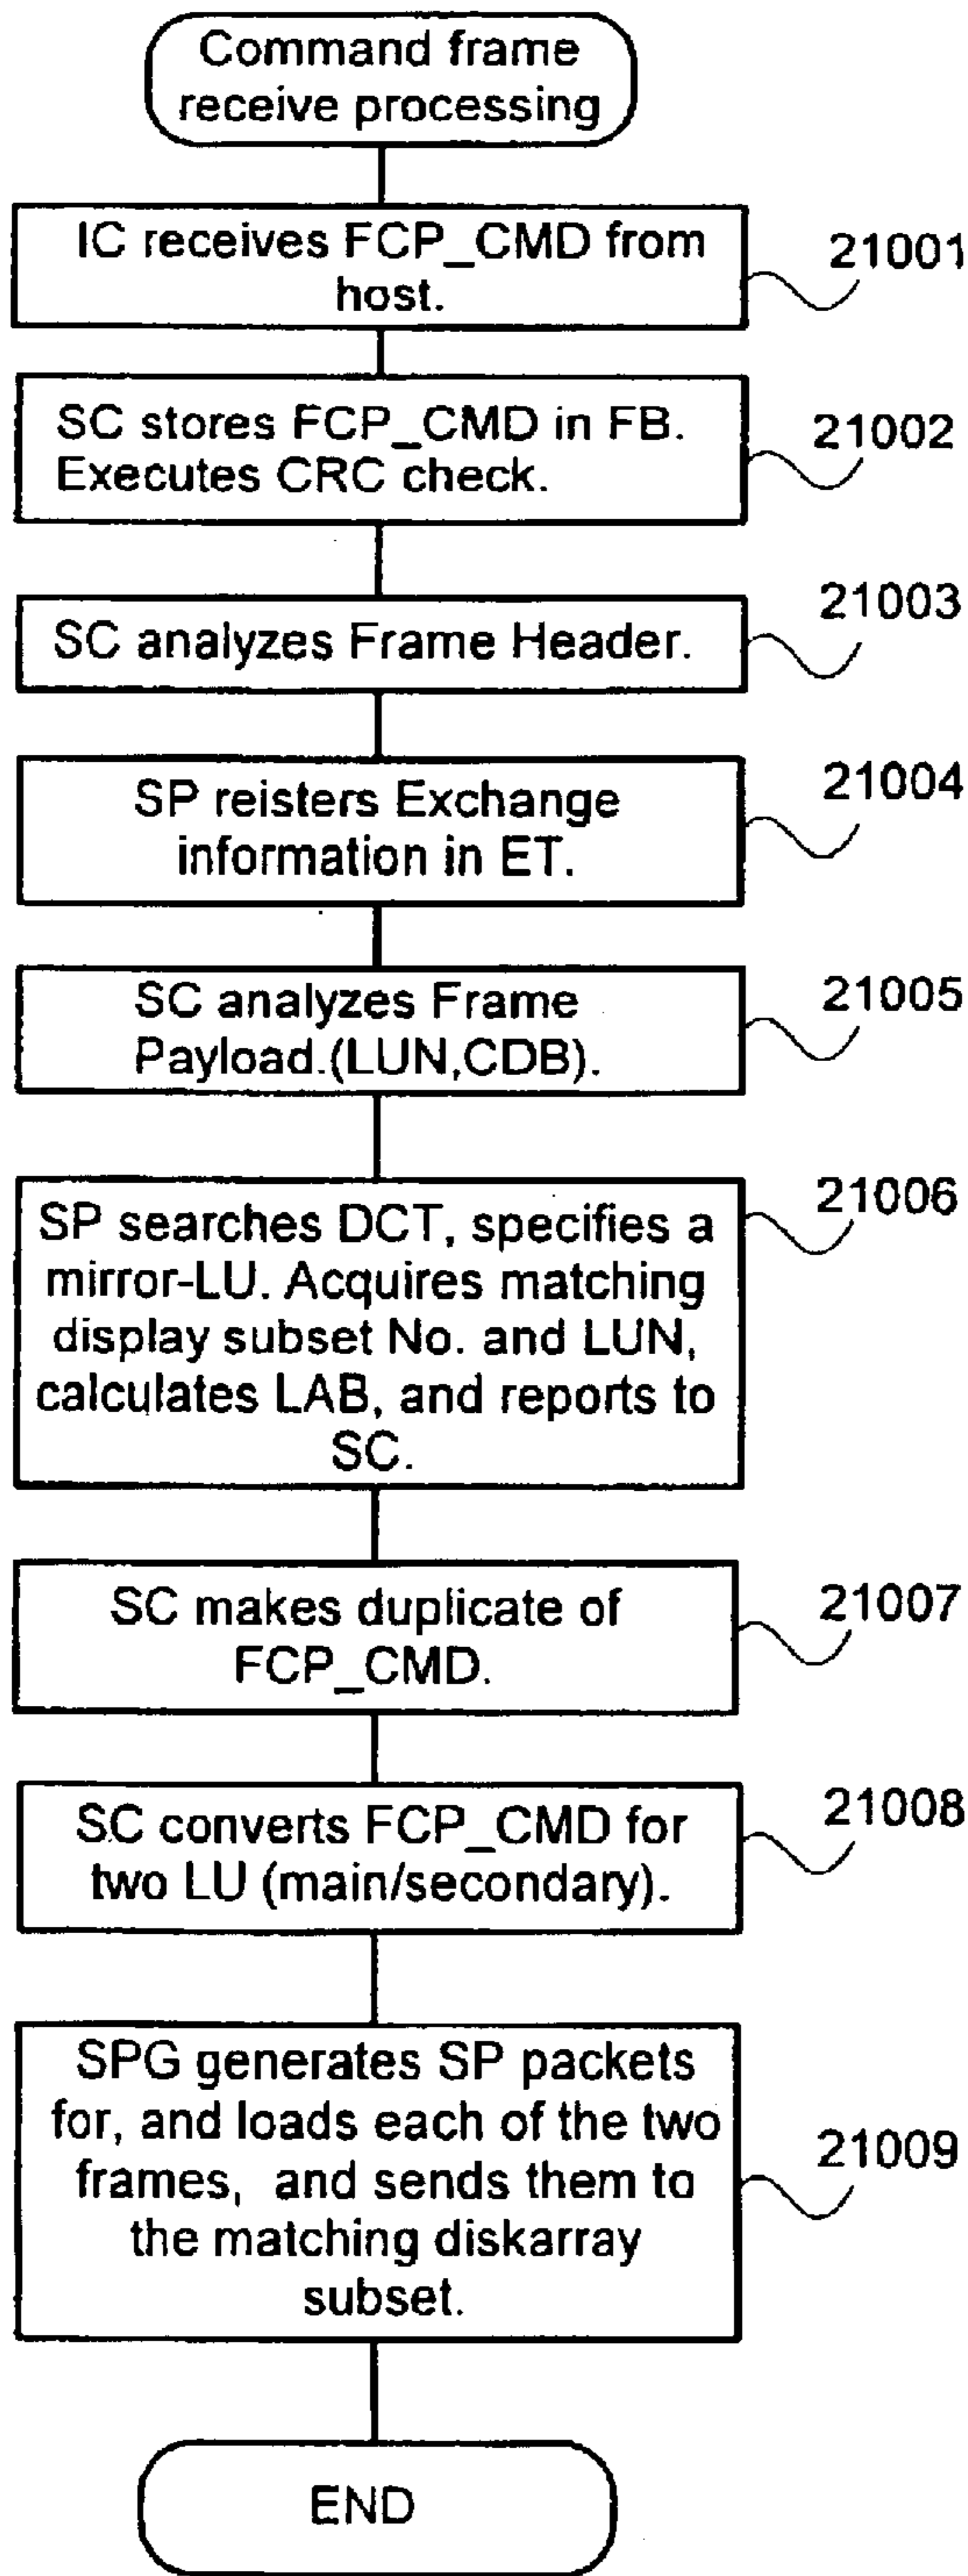 Command frame
receive processing
IC receives FCP_CMD from
host.
21001
SC stores FCP_CMD in FB.
Executes CRC check.
21002
SC analyzes Frame Header.
21003
SP reisters Exchange
information in ET.
21004
SC analyzes Frame
Payload.(LUN,CDB).
21005
SP searches DCT, specifies a
mirror-LU. Acquires matching
display subset No. and LUN,
calculates LAB, and reports to
SC.
21006
SC makes duplicate of
FCP_CMD.
21007
SC converts FCP_CMD for
two LU (main/secondary).
21008
SPG generates SP packets
for, and loads each of the two
frames, and sends them to
the matching diskarray
subset.
21009
END